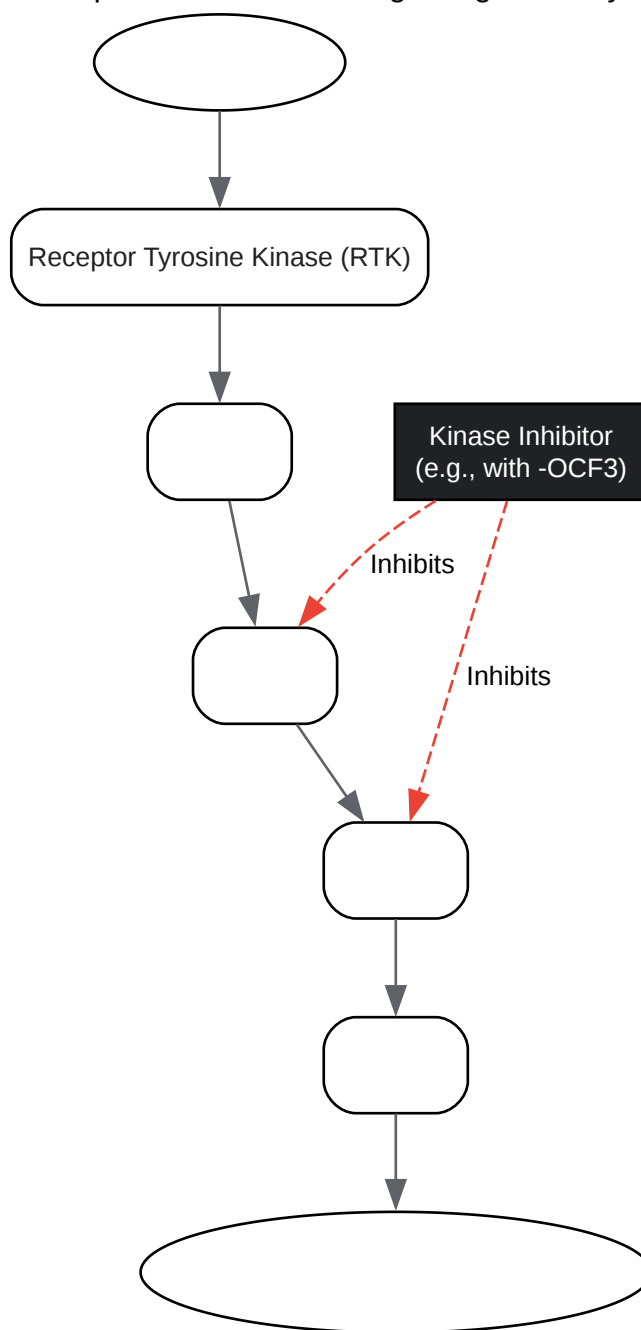 Receptor Tyrosine Kinase (RTK)
Kinase Inhibitor
(e.g., with -OCF3)
Inhibits
Inhibits